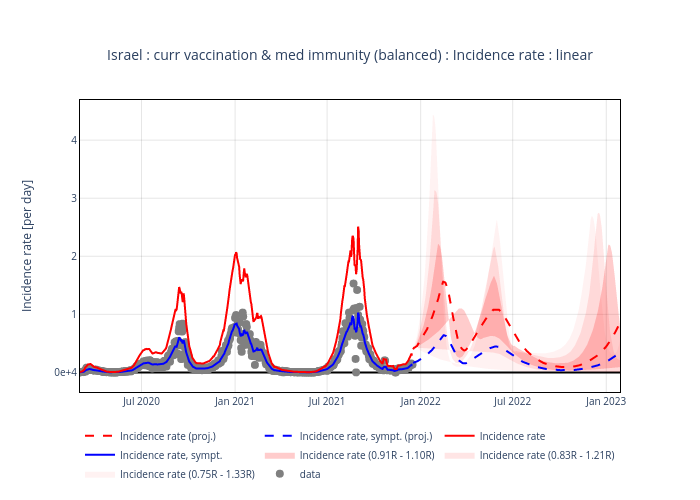 Israel : curr vaccination & med immunity (balanced) : Incidence rate : linear
Incidence rate [per day]
4
3
2
1
0e+4
Jul 2020 Jan 2021 Jul 2021 Jan 2022 Jul 2022 Jan 2023
Incidence rate (proj.) Incidence rate, sympt. (proj.) Incidence rate
Incidence rate, sympt. Incidence rate (0.91R - 1.10R) Incidence rate (0.83R - 1.21R)
Incidence rate (0.75R - 1.33R) data